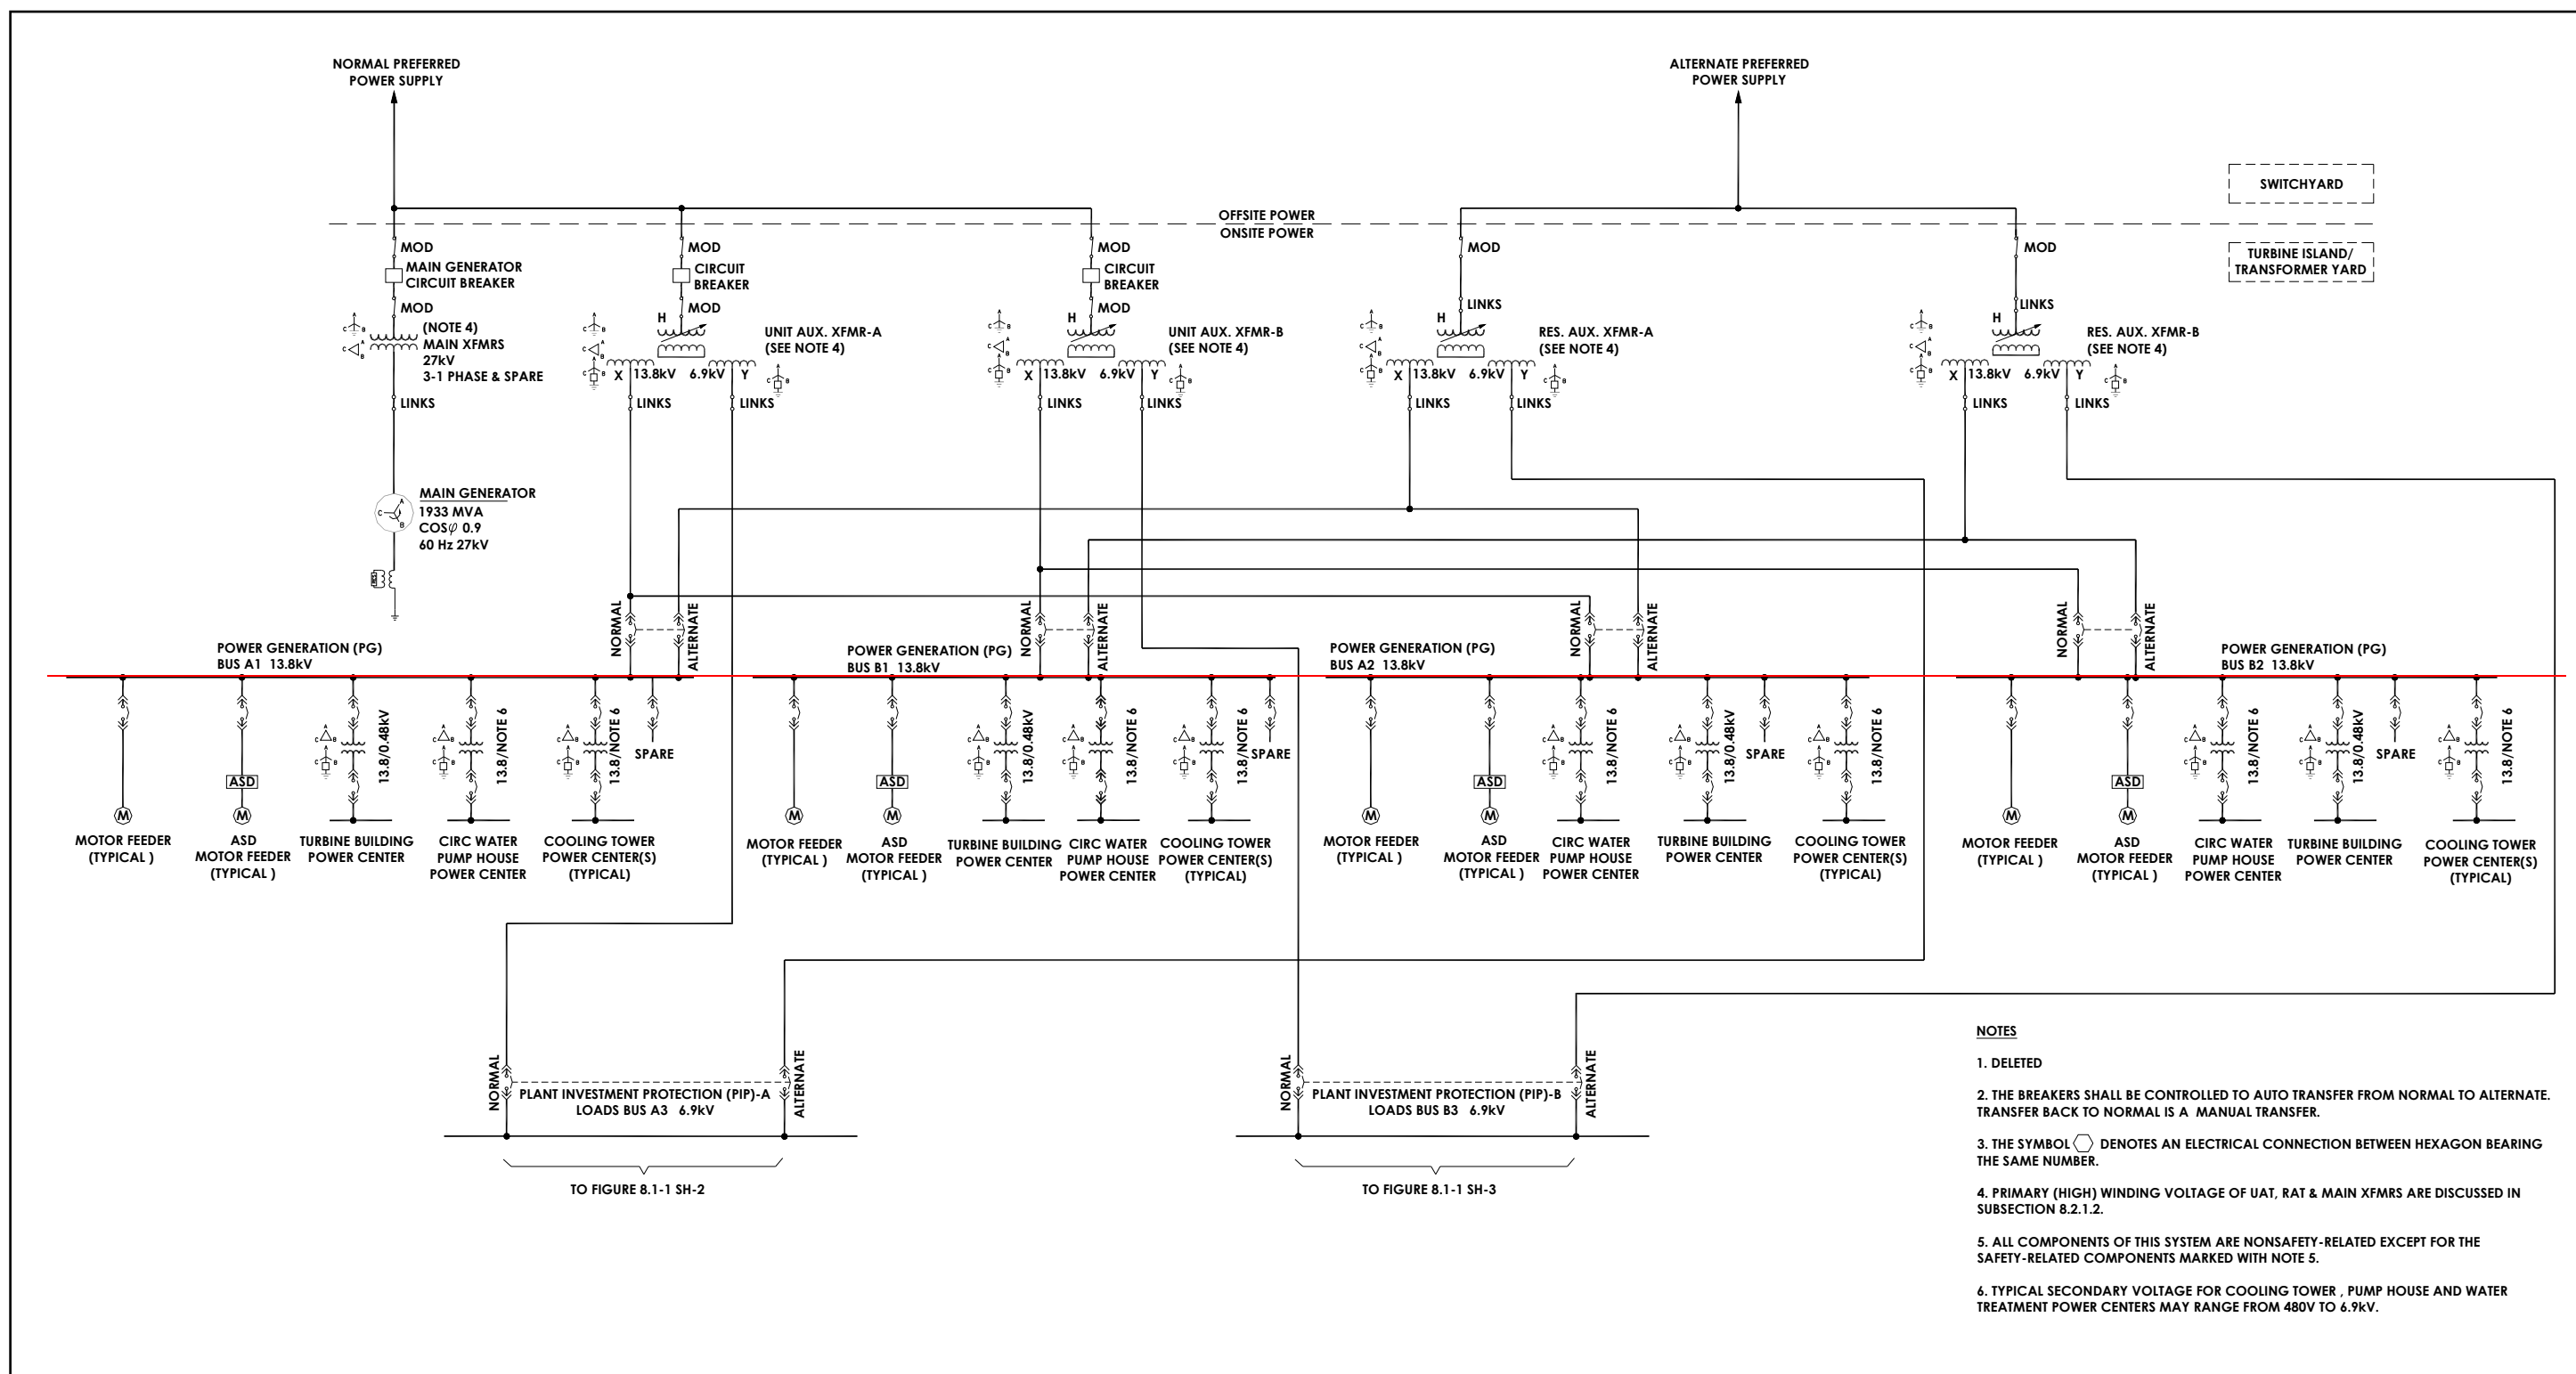 NORMAL PREFERRED
POWER SUPPLY
ALTERNATE PREFERRED
POWER SUPPLY
SWITCHYARD
OFFSITE POWER
ONSITE POWER
TURBINE ISLAND/
TRANSFORMER YARD
MOD
MAIN GENERATOR
CIRCUIT BREAKER
MOD
(NOTE 4)
MAIN XFMRS
27kV
3-1 PHASE & SPARE
LINKS
MOD
CIRCUIT
BREAKER
MOD
H
UNIT AUX. XFMR-A
(SEE NOTE 4)
X 13.8kV 6.9kV Y
LINKS
LINKS
MOD
CIRCUIT
BREAKER
MOD
H
UNIT AUX. XFMR-B
(SEE NOTE 4)
X 13.8kV 6.9kV Y
LINKS
LINKS
MOD
LINKS
H
RES. AUX. XFMR-A
(SEE NOTE 4)
X 13.8kV 6.9kV Y
LINKS
LINKS
MOD
LINKS
H
RES. AUX. XFMR-B
(SEE NOTE 4)
X 13.8kV 6.9kV Y
LINKS
LINKS
MAIN GENERATOR
1933 MVA
COSφ 0.9
60 Hz 27kV
NORMAL
ALTERNATE
NORMAL
ALTERNATE
NORMAL
ALTERNATE
NORMAL
ALTERNATE
POWER GENERATION (PG)
BUS A1 13.8kV
POWER GENERATION (PG)
BUS B1 13.8kV
POWER GENERATION (PG)
BUS A2 13.8kV
POWER GENERATION (PG)
BUS B2 13.8kV
M
MOTOR FEEDER
(TYPICAL )
ASD
M
ASD
MOTOR FEEDER
(TYPICAL )
13.8/0.48kV
TURBINE BUILDING
POWER CENTER
13.8/NOTE 6
CIRC WATER
PUMP HOUSE
POWER CENTER
13.8/NOTE 6
COOLING TOWER
POWER CENTER(S)
(TYPICAL)
SPARE
M
MOTOR FEEDER
(TYPICAL )
ASD
M
ASD
MOTOR FEEDER
(TYPICAL )
13.8/0.48kV
TURBINE BUILDING
POWER CENTER
13.8/NOTE 6
CIRC WATER
PUMP HOUSE
POWER CENTER
13.8/NOTE 6
COOLING TOWER
POWER CENTER(S)
(TYPICAL)
SPARE
M
MOTOR FEEDER
(TYPICAL )
ASD
M
ASD
MOTOR FEEDER
(TYPICAL )
13.8/NOTE 6
CIRC WATER
PUMP HOUSE
POWER CENTER
13.8/0.48kV
TURBINE BUILDING
POWER CENTER
SPARE
13.8/NOTE 6
COOLING TOWER
POWER CENTER(S)
(TYPICAL)
M
MOTOR FEEDER
(TYPICAL )
ASD
M
ASD
MOTOR FEEDER
(TYPICAL )
13.8/NOTE 6
CIRC WATER
PUMP HOUSE
POWER CENTER
13.8/0.48kV
TURBINE BUILDING
POWER CENTER
SPARE
13.8/NOTE 6
COOLING TOWER
POWER CENTER(S)
(TYPICAL)
NORMAL
PLANT INVESTMENT PROTECTION (PIP)-A
LOADS BUS A3 6.9kV
ALTERNATE
TO FIGURE 8.1-1 SH-2
NORMAL
PLANT INVESTMENT PROTECTION (PIP)-B
LOADS BUS B3 6.9kV
ALTERNATE
TO FIGURE 8.1-1 SH-3
NOTES
1. DELETED
2. THE BREAKERS SHALL BE CONTROLLED TO AUTO TRANSFER FROM NORMAL TO ALTERNATE.
TRANSFER BACK TO NORMAL IS A MANUAL TRANSFER.
3. THE SYMBOL DENOTES AN ELECTRICAL CONNECTION BETWEEN HEXAGON BEARING
THE SAME NUMBER.
4. PRIMARY (HIGH) WINDING VOLTAGE OF UAT, RAT & MAIN XFMRS ARE DISCUSSED IN
SUBSECTION 8.2.1.2.
5. ALL COMPONENTS OF THIS SYSTEM ARE NONSAFETY-RELATED EXCEPT FOR THE
SAFETY-RELATED COMPONENTS MARKED WITH NOTE 5.
6. TYPICAL SECONDARY VOLTAGE FOR COOLING TOWER , PUMP HOUSE AND WATER
TREATMENT POWER CENTERS MAY RANGE FROM 480V TO 6.9kV.